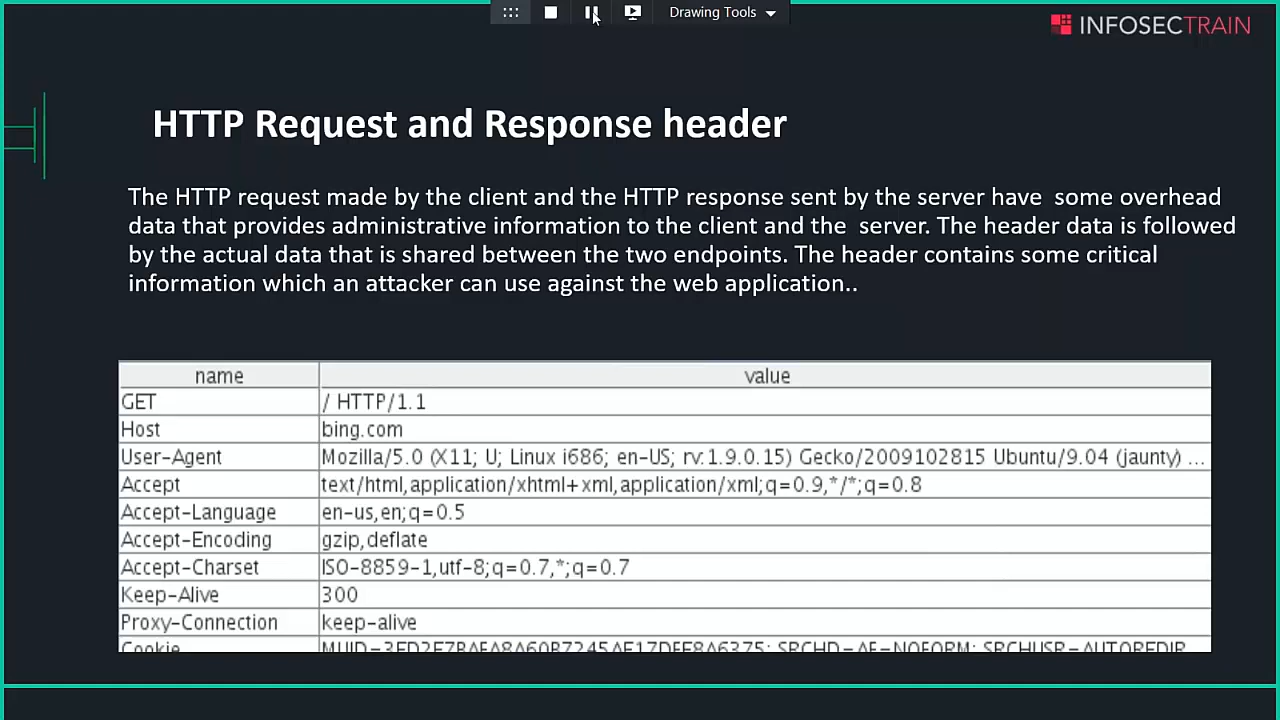 Drawing Tools
INFOSECTRAIN
HTTP Request and Response header
The HTTP request made by the client and the HTTP response sent by the server have some overhead
data that provides administrative information to the client and the server. The header data is followed
by the actual data that is shared between the two endpoints. The header contains some critical
information which an attacker can use against the web application..
name value
GET / HTTP/1.1
Host bing.com
User-Agent Mozilla/5.0 (X11; U; Linux i686; en-US; rv:1.9.0.15) Gecko/2009102815 Ubuntu/9.04 (jaunty) ...
Accept text/html,application/xhtml+xml,application/xml;q=0.9,*/*;q=0.8
Accept-Language en-us,en;q=0.5
Accept-Encoding gzip,deflate
Accept-Charset ISO-8859-1,utf-8;q=0.7,*;q=0.7
Keep-Alive 300
Proxy-Connection keep-alive
Cookie